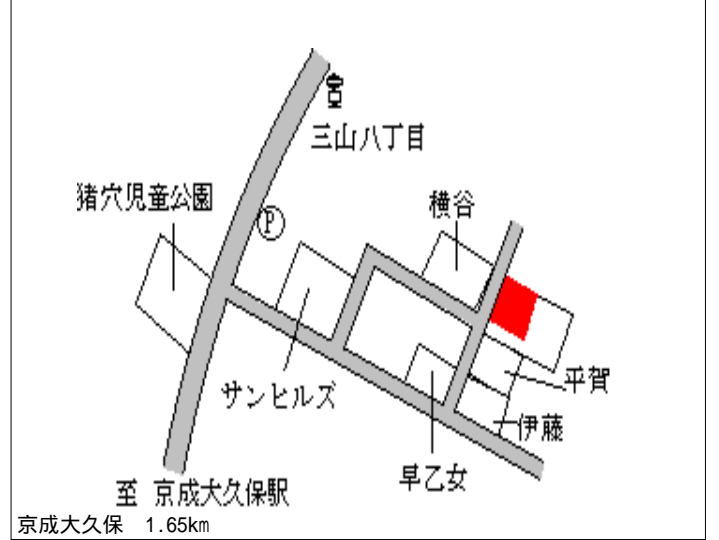 三山八丁目
猪穴児童公園
横谷
P
サンヒルズ
平賀
伊藤
早乙女
至 京成大久保駅
京成大久保 1.65km